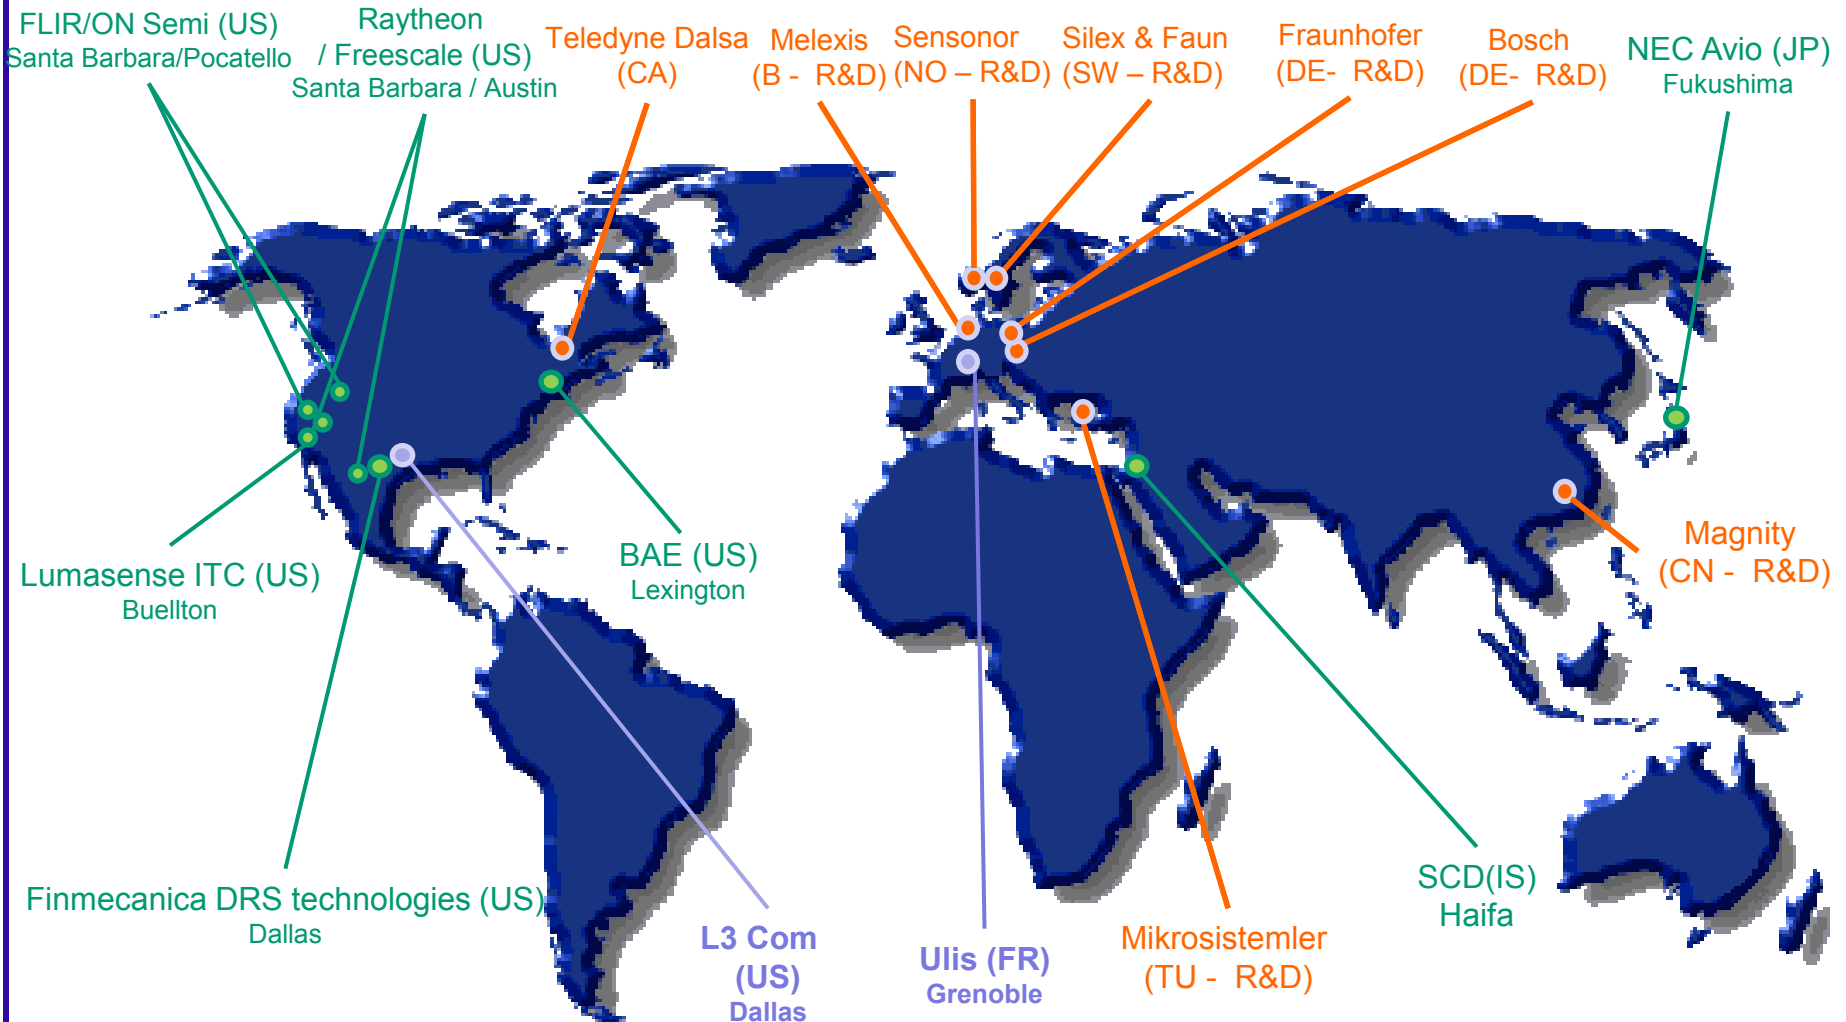 FLIR/ON Semi (US)
Santa Barbara/Pocatello
Raytheon
/ Freescale (US)
Santa Barbara / Austin
Teledyne Dalsa
(CA)
Melexis
(B - R&D)
Sensonor
(NO – R&D)
Silex & Faun
(SW – R&D)
Fraunhofer
(DE- R&D)
Bosch
(DE- R&D)
NEC Avio (JP)
Fukushima
Lumasense ITC (US)
Buellton
BAE (US)
Lexington
Magnity
(CN - R&D)
Finmecanica DRS technologies (US)
Dallas
L3 Com
(US)
Dallas
Ulis (FR)
Grenoble
Mikrosistemler
(TU - R&D)
SCD(IS)
Haifa